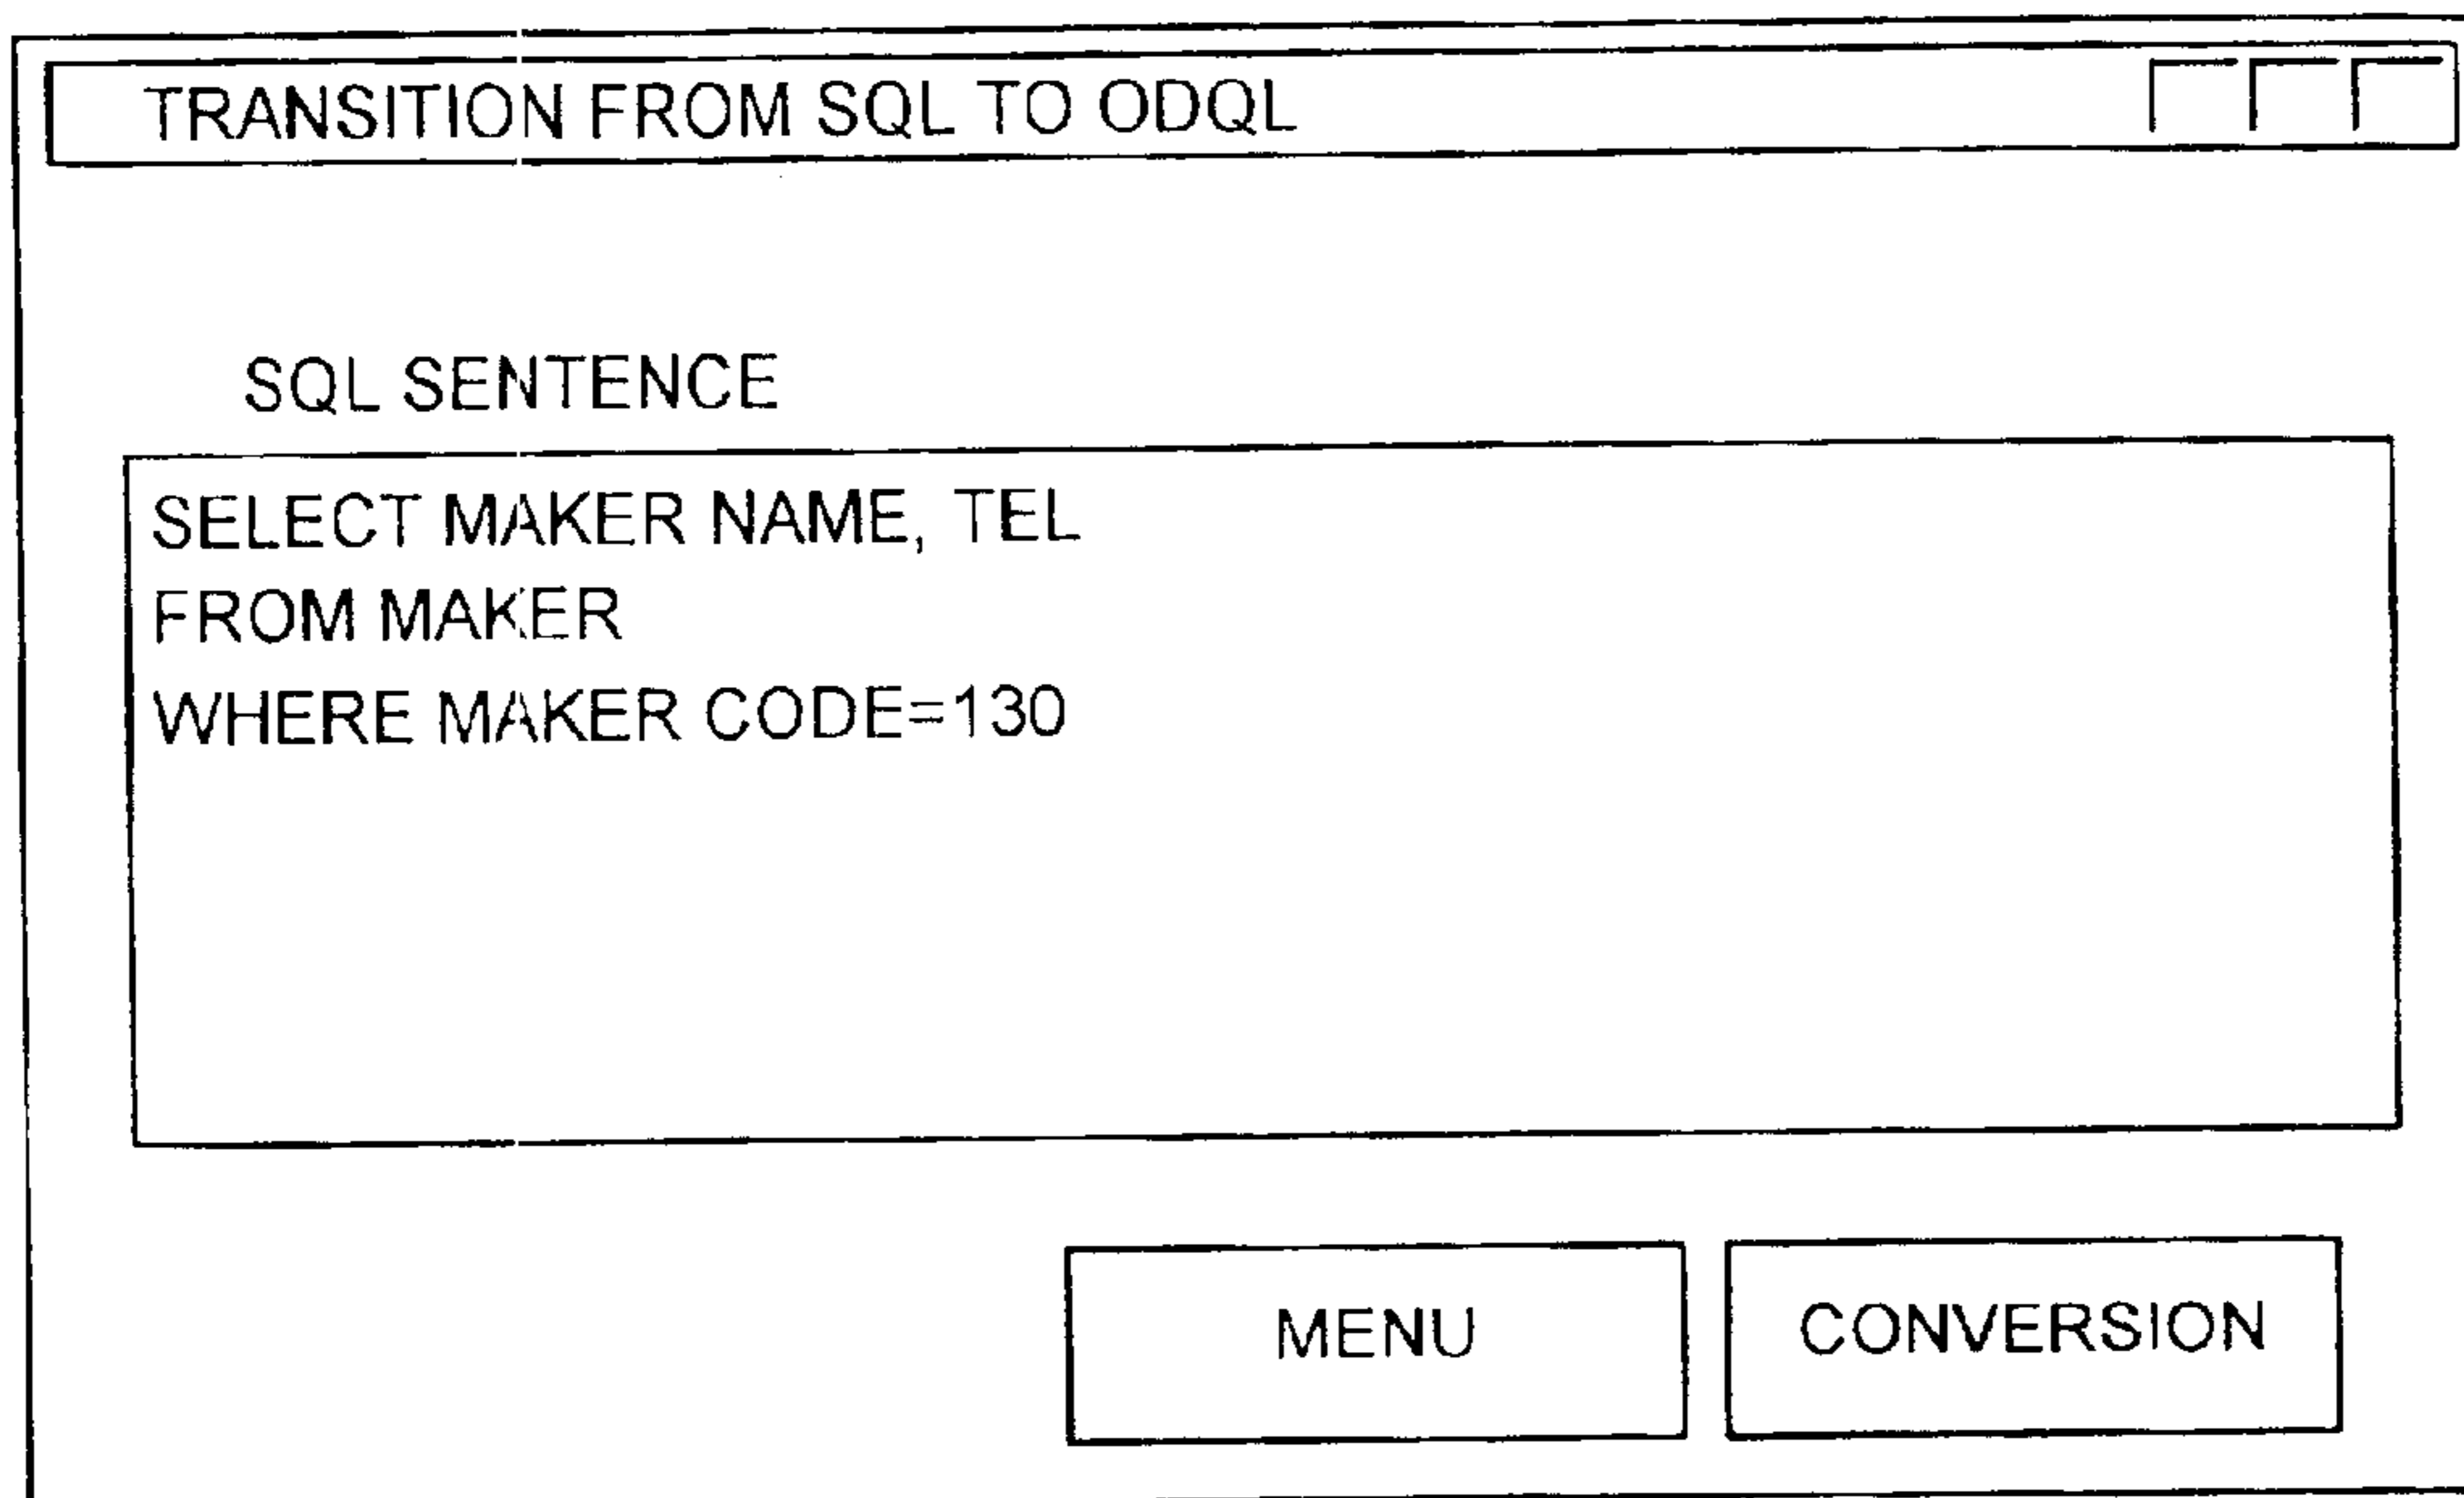 TRANSITION FROM SQL TO ODQL
SQL SENTENCE
SELECT MAKER NAME, TEL
FROM MAKER
WHERE MAKER CODE=130
MENU
CONVERSION